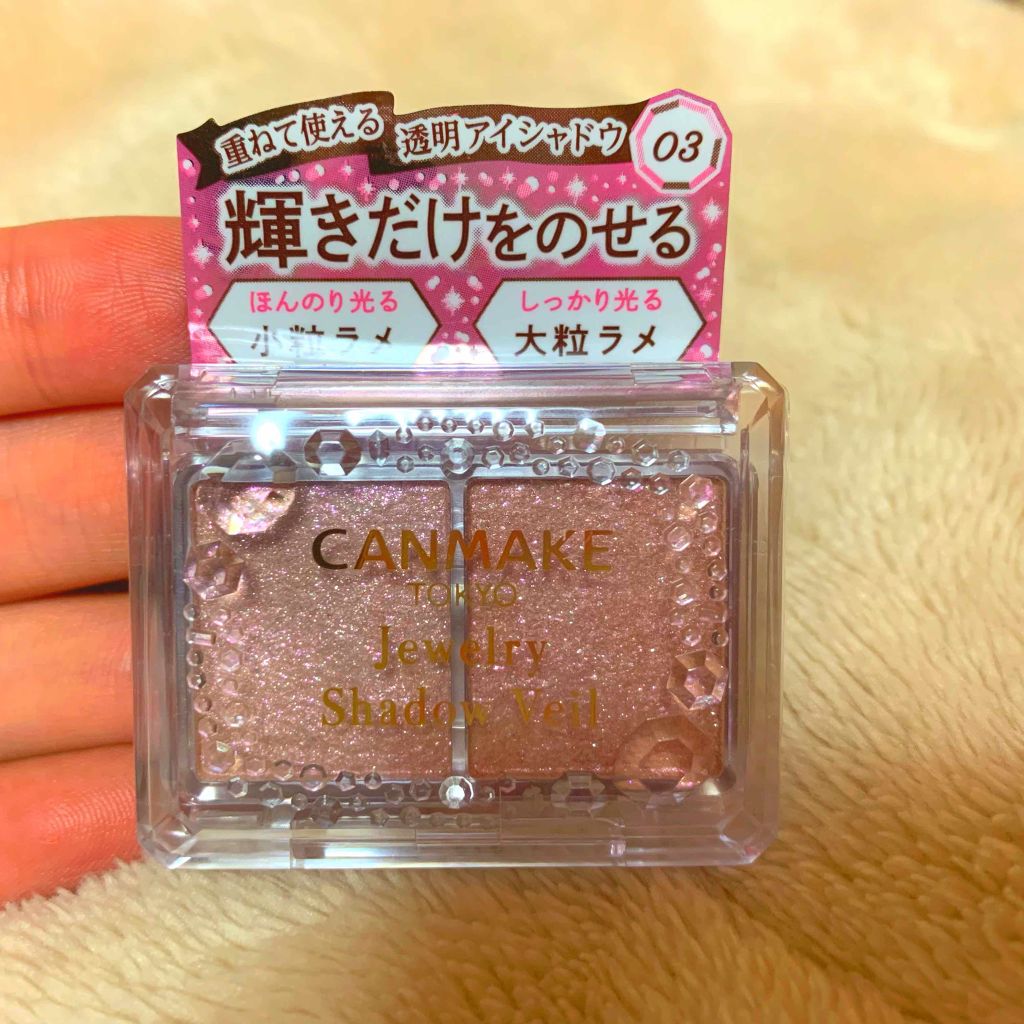 重ねて使える
透明アイシャドウ
03
輝きだけをのせる
ほんのり光る
小粒ラメ
しっかり光る
大粒ラメ
CANMAKE
TOKYO
Jewelry
Shadow Veil